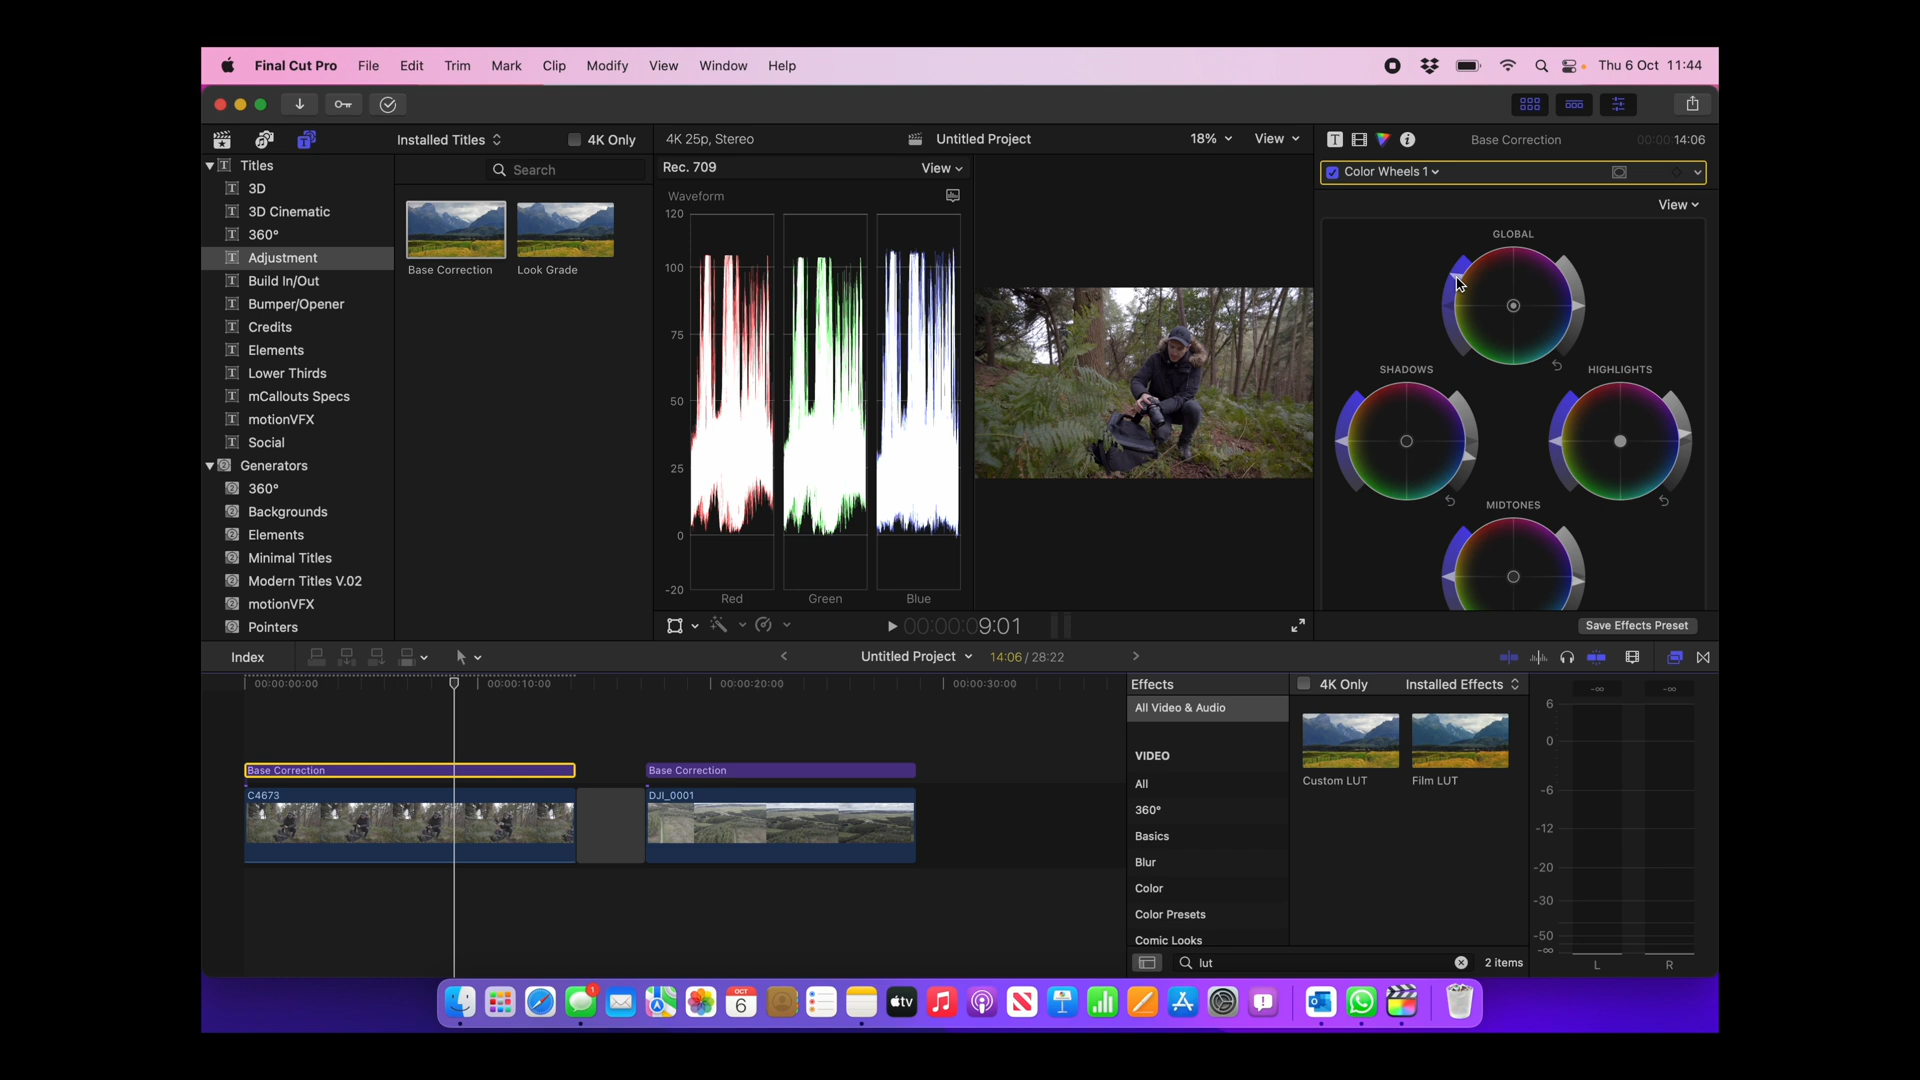 Final Cut Pro File Edit Trim Mark Clip Modify View Window Help Thu 6 Oct 11:44
Installed Titles 4K Only
4K 25p, Stereo Untitled Project 18% View
Base Correction 00:00:00 14:06
Titles
3D
3D Cinematic
360°
Adjustment
Build In/Out
Bumper/Opener
Credits
Elements
Lower Thirds
mCallouts Specs
motionVFX
Social
Generators
360°
Backgrounds
Elements
Minimal Titles
Modern Titles V.02
motionVFX
Pointers
Search
Base Correction Look Grade
Rec. 709 View
Waveform
120
100
75
50
25
0
-20
Red Green Blue
00:00:09:01
Color Wheels 1
View
GLOBAL
SHADOWS HIGHLIGHTS
MIDTONES
Save Effects Preset
Index Untitled Project 14:06 / 28:22
00:00:00:00 00:00:10:00 00:00:20:00 00:00:30:00
Base Correction Base Correction
C4673 DJI_0001
Effects 4K Only Installed Effects
All Video & Audio
VIDEO
All
360°
Basics
Blur
Color
Color Presets
Comic Looks
Custom LUT Film LUT
lut 2 items
-∞ -∞
6
0
-6
-12
-20
-30
-50
-∞
L R
1
OCT
6
tv